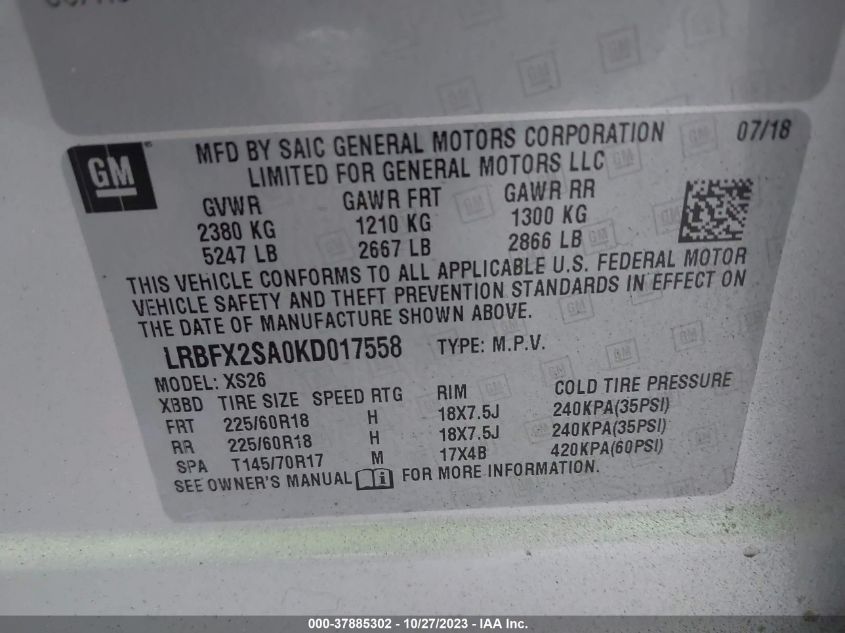 GM
MFD BY SAIC GENERAL MOTORS CORPORATION 07/18
LIMITED FOR GENERAL MOTORS LLC
GVWR GAWR FRT GAWR RR
2380 KG 1210 KG 1300 KG
5247 LB 2667 LB 2866 LB
THIS VEHICLE CONFORMS TO ALL APPLICABLE U.S. FEDERAL MOTOR
VEHICLE SAFETY AND THEFT PREVENTION STANDARDS IN EFFECT ON
THE DATE OF MANUFACTURE SHOWN ABOVE.
LRBFX2SA0KD017558 TYPE: M.P.V.
MODEL: XS26
XBBD TIRE SIZE SPEED RTG RIM COLD TIRE PRESSURE
FRT 225/60R18 H 18X7.5J 240KPA(35PSI)
RR 225/60R18 H 18X7.5J 240KPA(35PSI)
SPA T145/70R17 M 17X4B 420KPA(60PSI)
SEE OWNER'S MANUAL i FOR MORE INFORMATION.
000-37885302 - 10/27/2023 - IAA Inc.